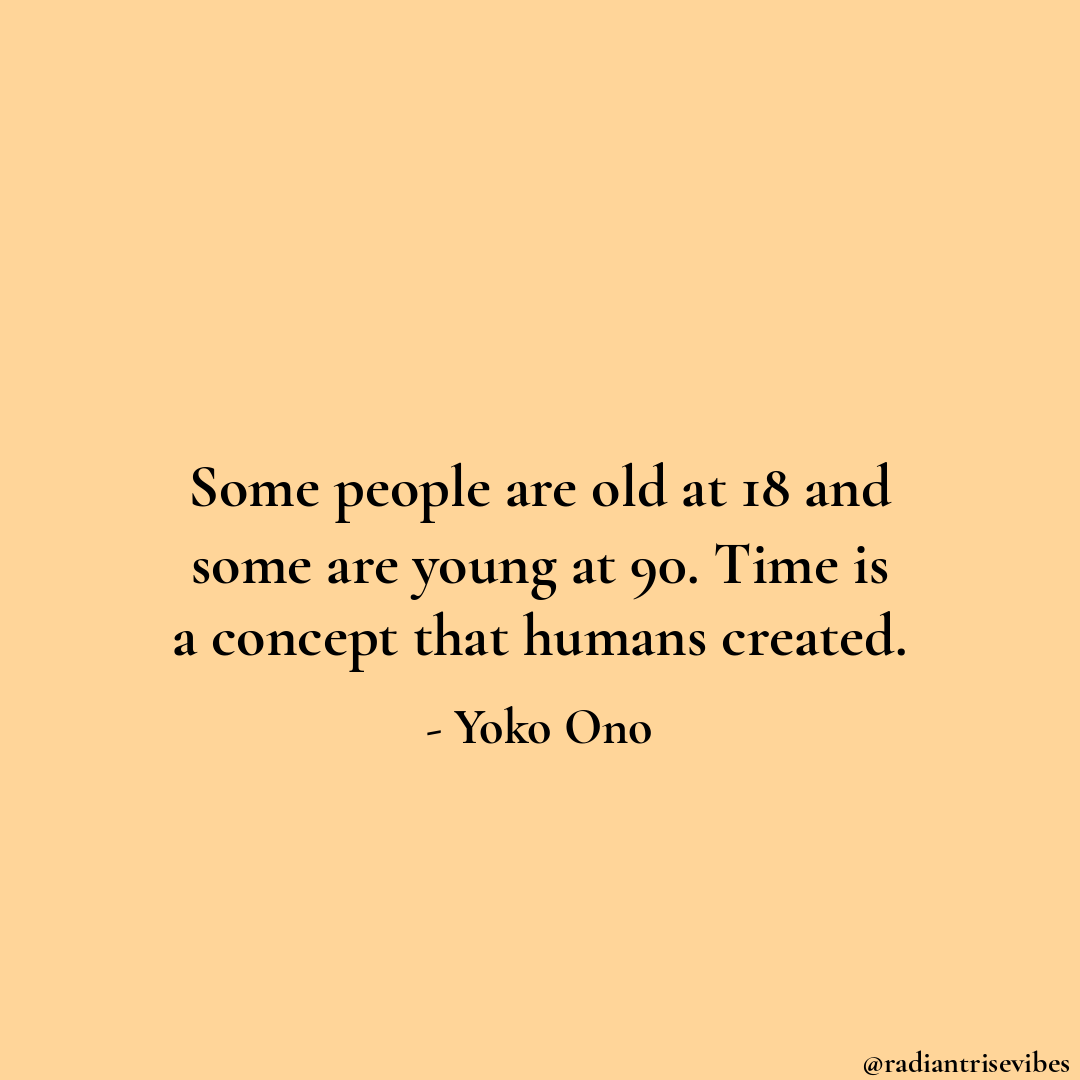 Some people are old at 18 and
some are young at 90. Time is
a concept that humans created.
- Yoko Ono
@radiantrisevibes